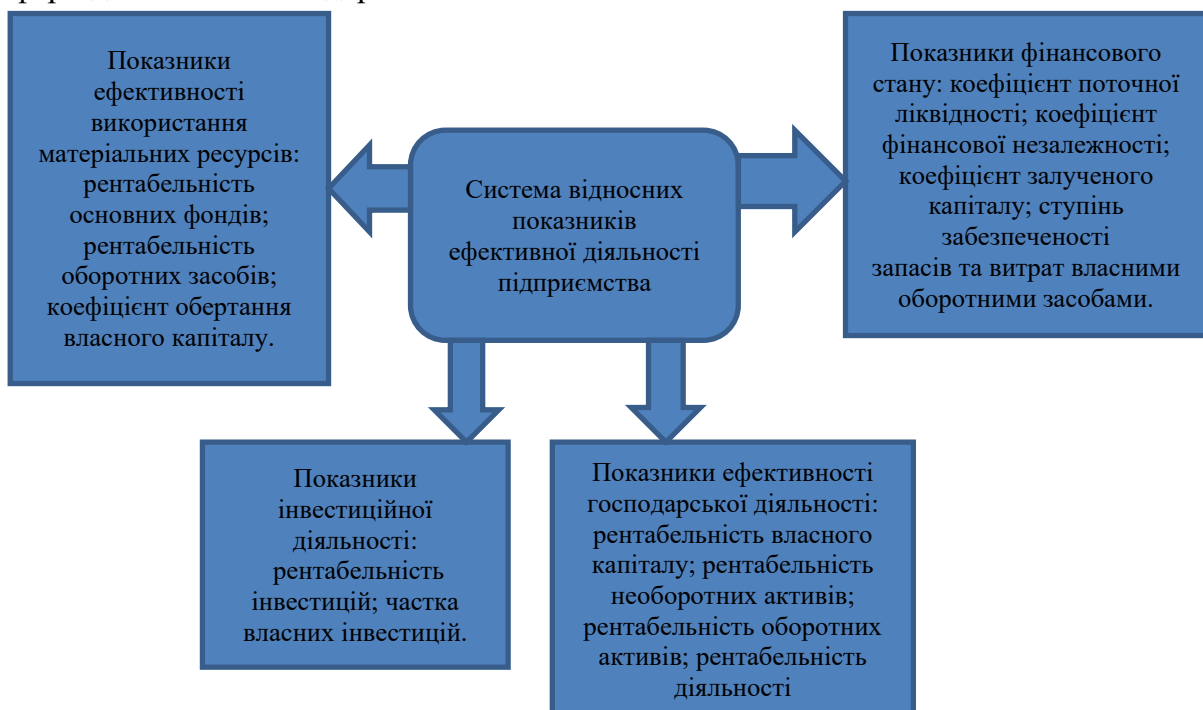 Показники
ефективності
використання
матеріальних ресурсів:
рентабельність
основних фондів;
рентабельність
оборотних засобів;
коефіцієнт обертання
власного капіталу.
Система відносних
показників
ефективної діяльності
підприємства
Показники фінансового
стану: коефіцієнт поточної
ліквідності; коефіцієнт
фінансової незалежності;
коефіцієнт залученого
капіталу; ступінь
забезпеченості
запасів та витрат власними
оборотними засобами.
Показники
інвестиційної
діяльності:
рентабельність
інвестицій; частка
власних інвестицій.
Показники ефективності
господарської діяльності:
рентабельність власного
капіталу; рентабельність
необоротних активів;
рентабельність оборотних
активів; рентабельність
діяльності